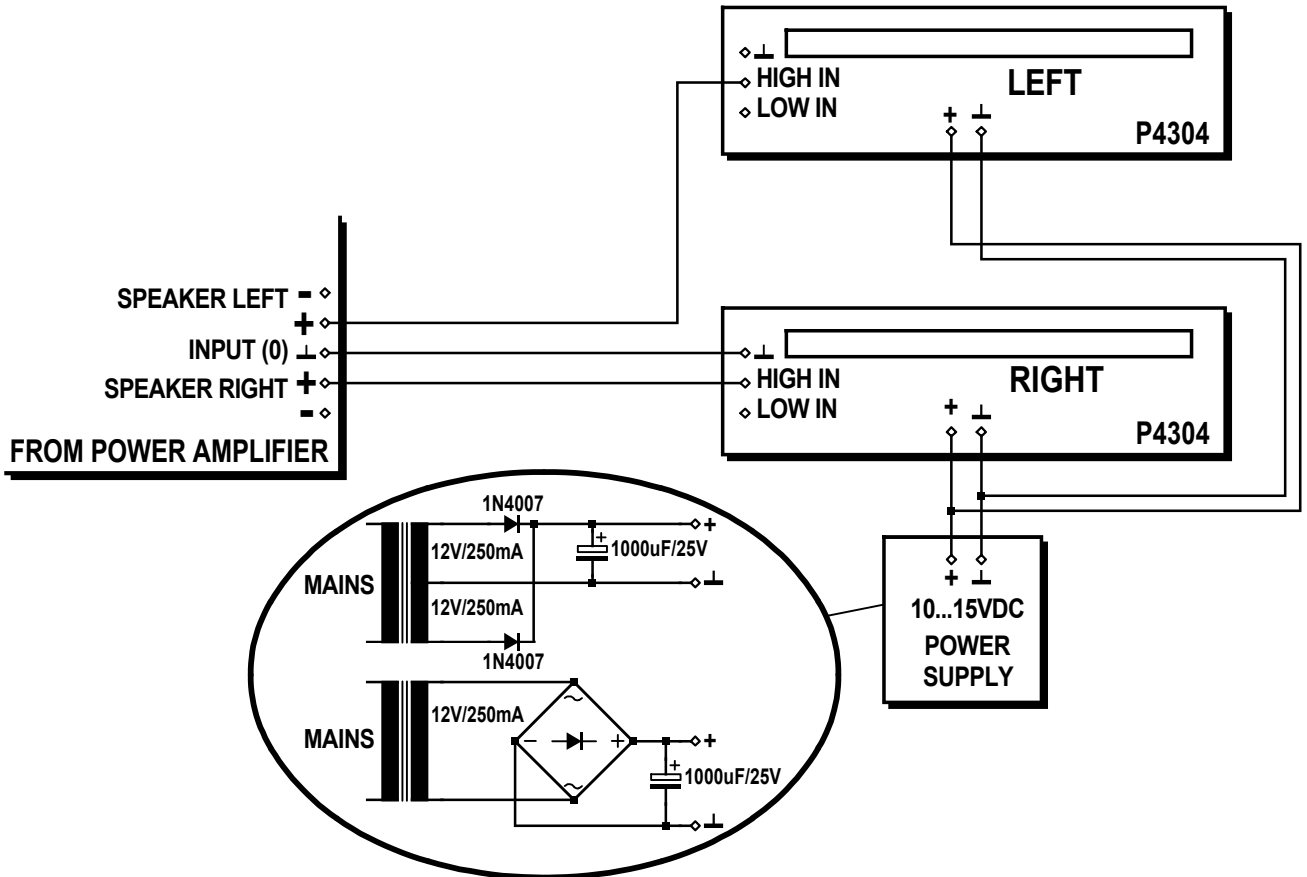 HIGH IN
LOW IN
LEFT
+
P4304
SPEAKER LEFT -
+
INPUT (0)
SPEAKER RIGHT +
-
FROM POWER AMPLIFIER
HIGH IN
LOW IN
RIGHT
+
P4304
1N4007
12V/250mA
+
1000uF/25V
+
MAINS
12V/250mA
1N4007
+
10...15VDC
POWER
SUPPLY
12V/250mA
MAINS
~
- +
~
+
1000uF/25V
+